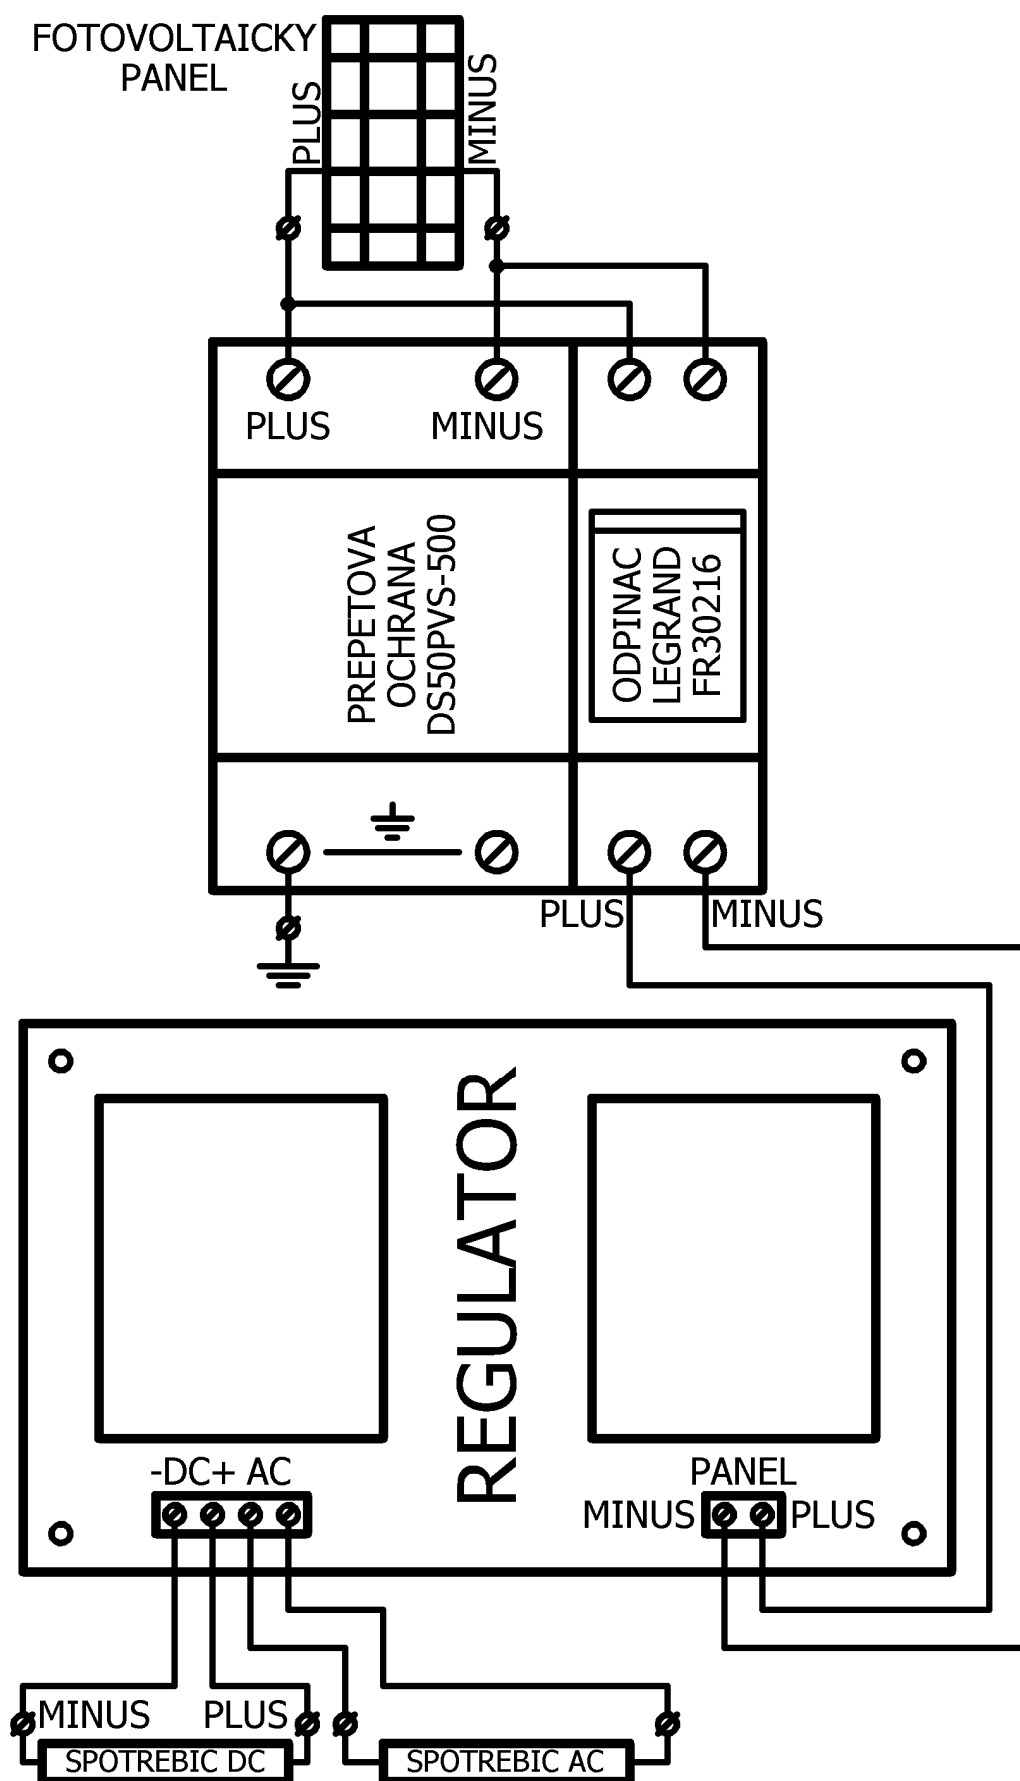 FOTOVOLTAICKY
PANEL
PLUS
MINUS
PLUS
MINUS
PREPETOVA
OCHRANA
DS50PVS-500
ODPINAC
LEGRAND
FR30216
PLUS
MINUS
REGULATOR
-DC+ AC
PANEL
MINUS
PLUS
MINUS
PLUS
SPOTREBIC DC
SPOTREBIC AC